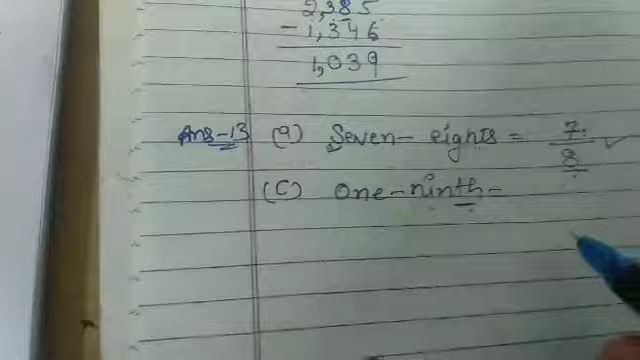 2,385
- 1,346
1,039
Ans-13 (a) Seven- eights = 7/8 ✓
(C) One-ninth-